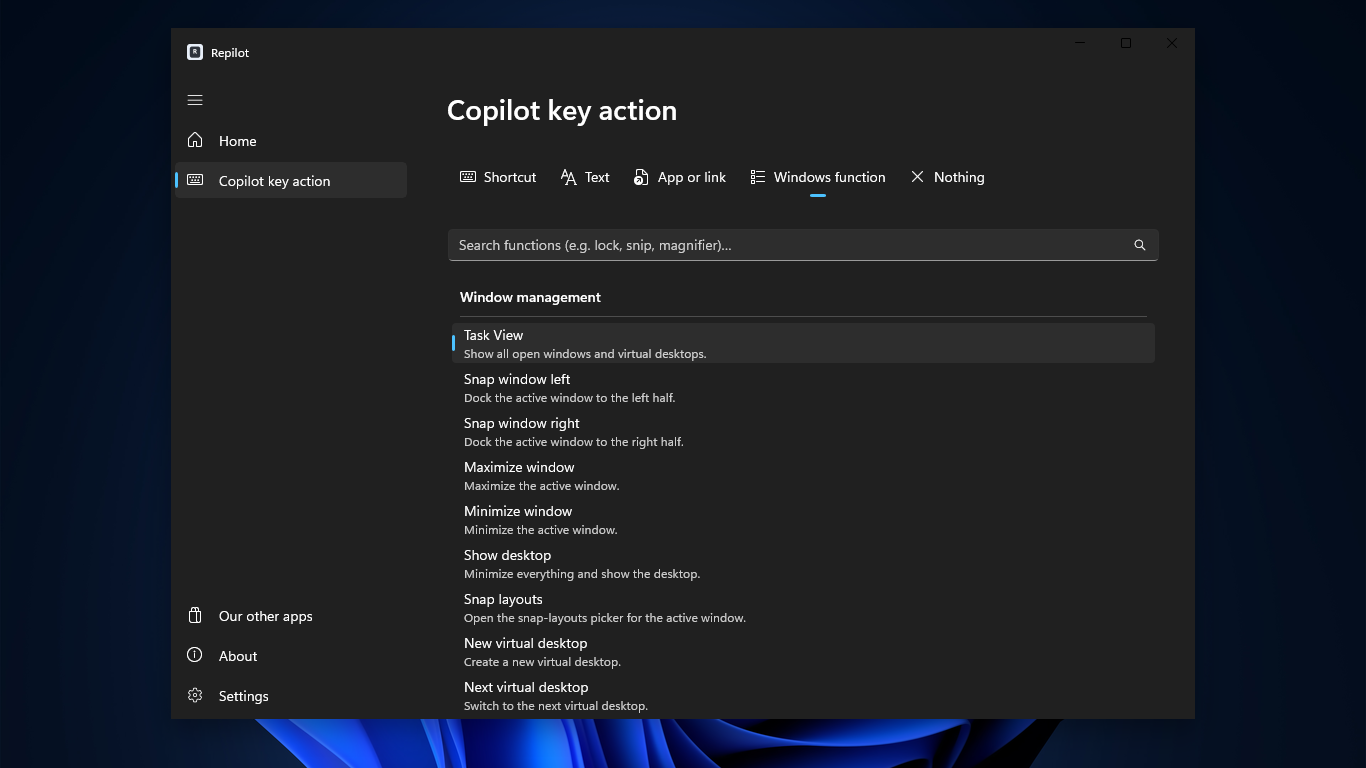 Repilot
Home
Copilot key action
Our other apps
About
Settings
Copilot key action
Shortcut Text App or link Windows function Nothing
Search functions (e.g. lock, snip, magnifier)...
Window management
Task View
Show all open windows and virtual desktops.
Snap window left
Dock the active window to the left half.
Snap window right
Dock the active window to the right half.
Maximize window
Maximize the active window.
Minimize window
Minimize the active window.
Show desktop
Minimize everything and show the desktop.
Snap layouts
Open the snap-layouts picker for the active window.
New virtual desktop
Create a new virtual desktop.
Next virtual desktop
Switch to the next virtual desktop.